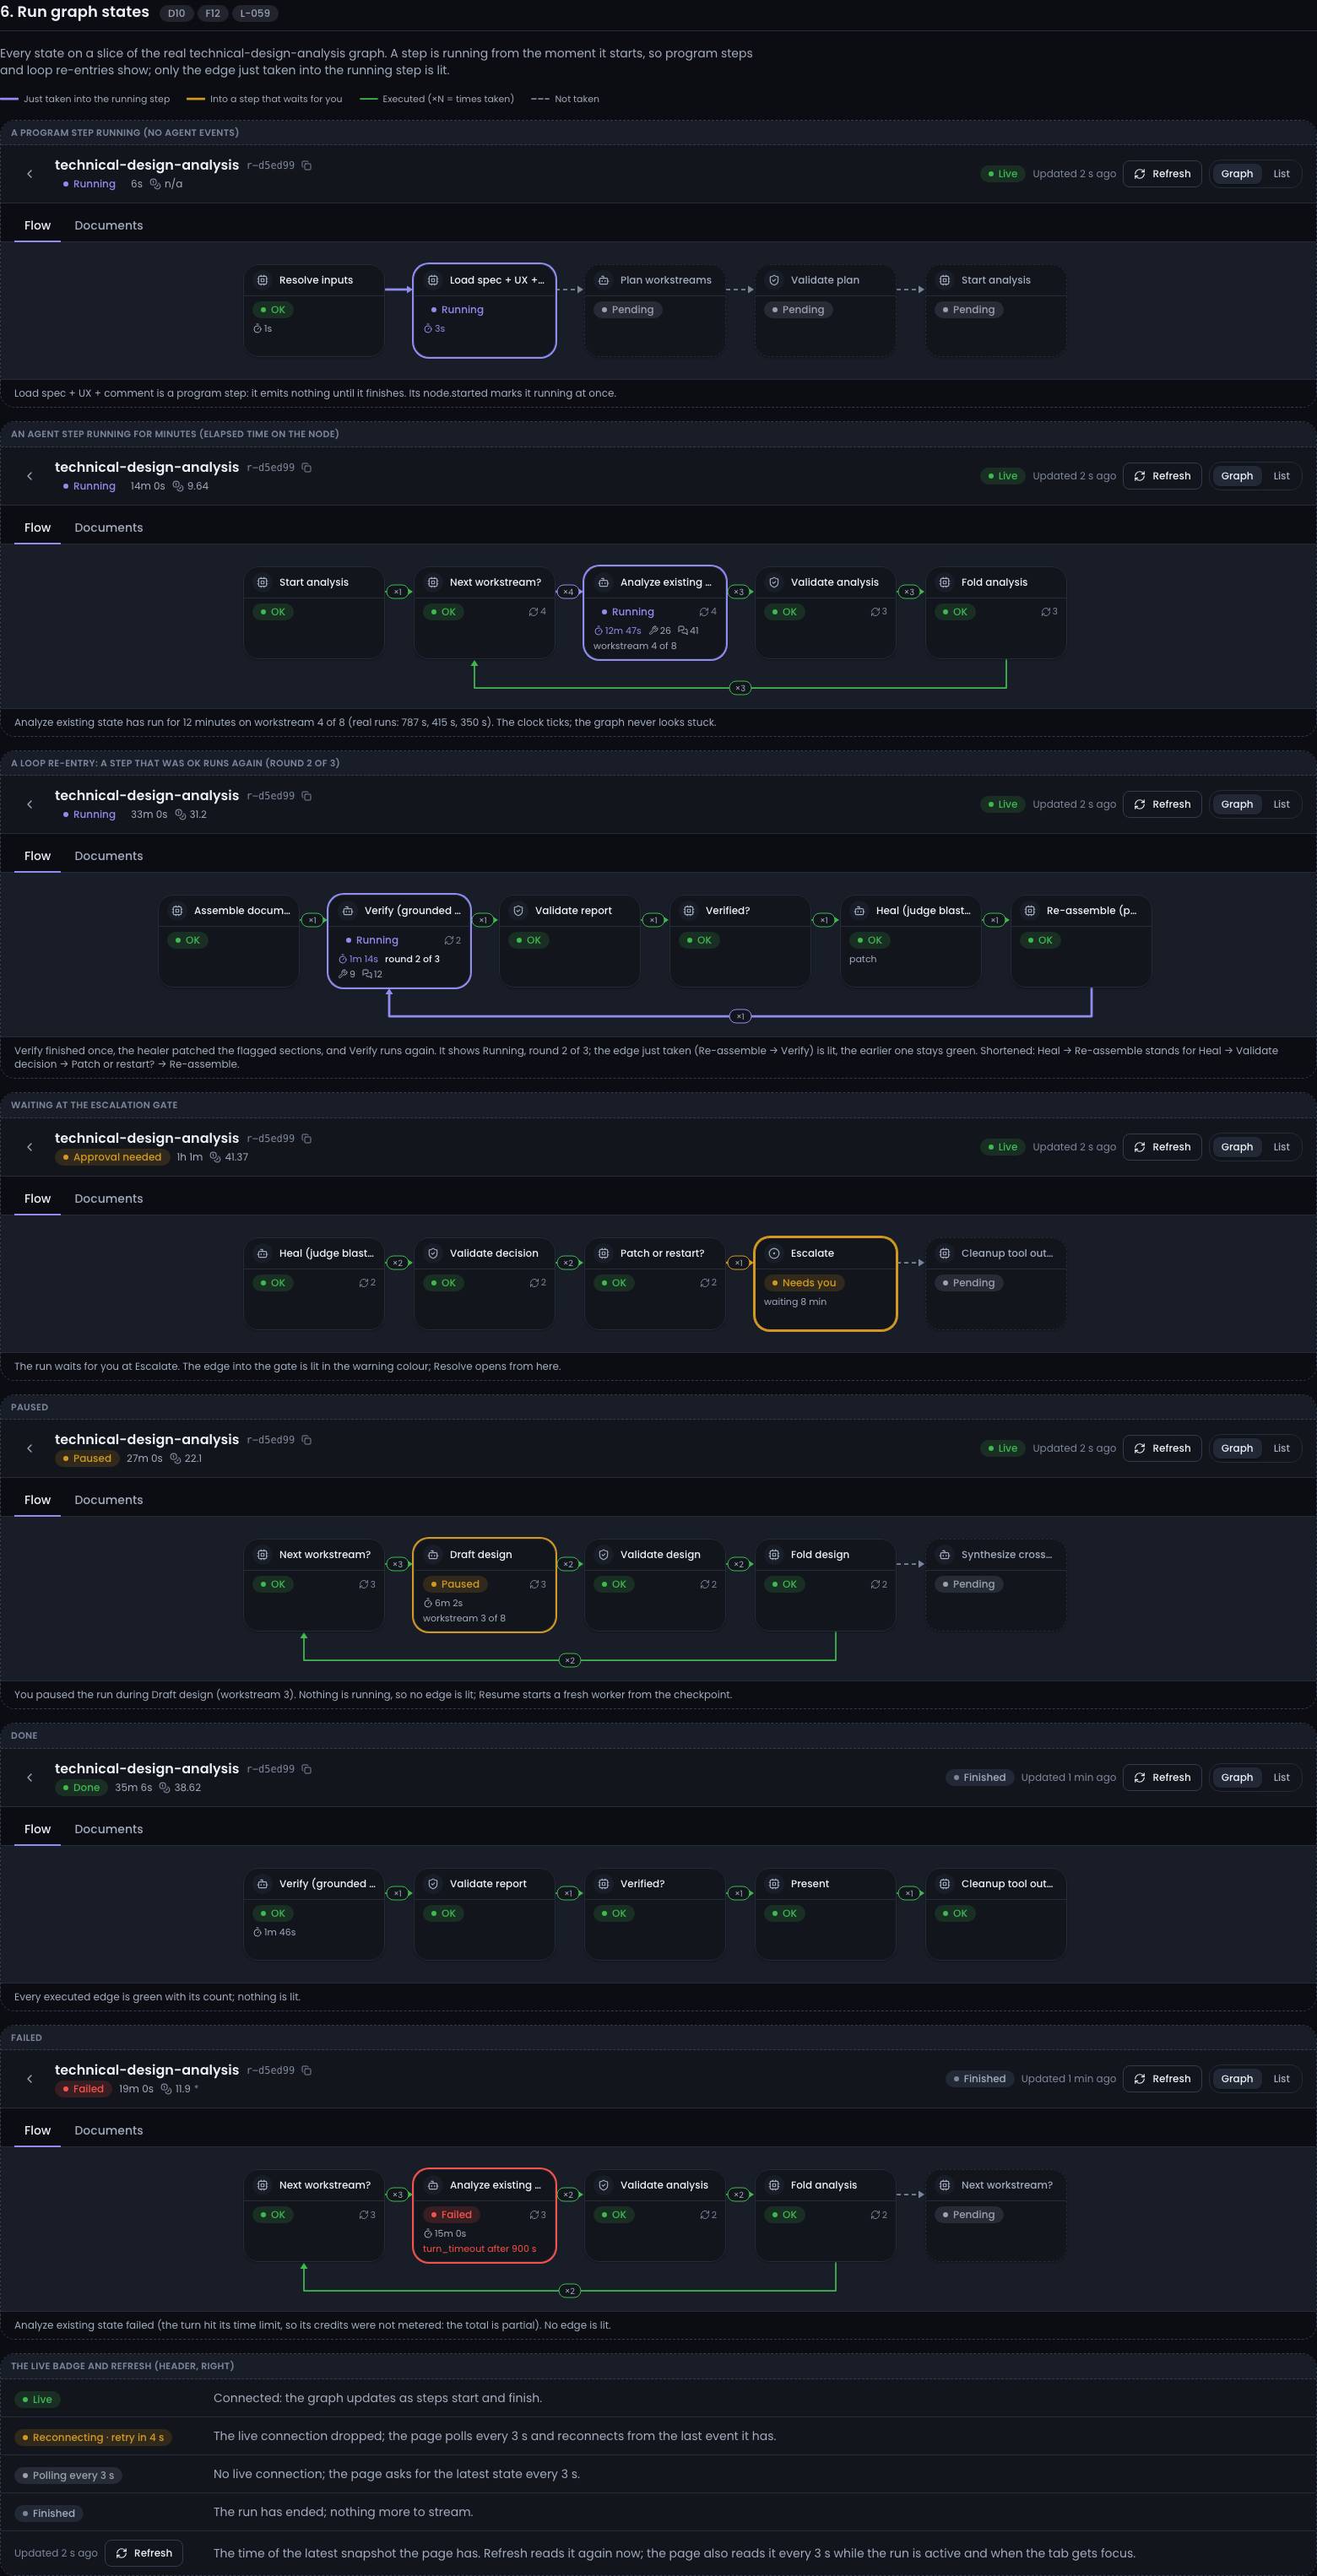 6. Run graph states D10 F12 L-059
Every state on a slice of the real technical-design-analysis graph. A step is running from the moment it starts, so program steps
and loop re-entries show; only the edge just taken into the running step is lit.
Just taken into the running step Into a step that waits for you Executed (×N = times taken) Not taken
A PROGRAM STEP RUNNING (NO AGENT EVENTS)
technical-design-analysis r-d5ed99
Running 6s n/a
Live Updated 2 s ago Refresh Graph List
Flow Documents
Resolve inputs Load spec + UX +… Plan workstreams Validate plan Start analysis
OK Running Pending Pending Pending
1s 3s
Load spec + UX + comment is a program step: it emits nothing until it finishes. Its node.started marks it running at once.
AN AGENT STEP RUNNING FOR MINUTES (ELAPSED TIME ON THE NODE)
technical-design-analysis r-d5ed99
Running 14m 0s 9.64
Live Updated 2 s ago Refresh Graph List
Flow Documents
Start analysis Next workstream? Analyze existing … Validate analysis Fold analysis
×1 ×4 ×3 ×3
OK OK 4 Running 4 OK 3 OK 3
12m 47s 26 41
workstream 4 of 8
×3
Analyze existing state has run for 12 minutes on workstream 4 of 8 (real runs: 787 s, 415 s, 350 s). The clock ticks; the graph never looks stuck.
A LOOP RE-ENTRY: A STEP THAT WAS OK RUNS AGAIN (ROUND 2 OF 3)
technical-design-analysis r-d5ed99
Running 33m 0s 31.2
Live Updated 2 s ago Refresh Graph List
Flow Documents
Assemble docum… Verify (grounded … Validate report Verified? Heal (judge blast… Re-assemble (p…
×1 ×1 ×1 ×1 ×1
OK Running 2 OK OK OK OK
1m 14s round 2 of 3 patch
9 12
×1
Verify finished once, the healer patched the flagged sections, and Verify runs again. It shows Running, round 2 of 3; the edge just taken (Re-assemble → Verify) is lit, the earlier one stays green. Shortened: Heal → Re-assemble stands for Heal → Validate
decision → Patch or restart? → Re-assemble.
WAITING AT THE ESCALATION GATE
technical-design-analysis r-d5ed99
Approval needed 1h 1m 41.37
Live Updated 2 s ago Refresh Graph List
Flow Documents
Heal (judge blast… Validate decision Patch or restart? Escalate Cleanup tool out…
×2 ×2 ×1
OK 2 OK 2 OK 2 Needs you Pending
waiting 8 min
The run waits for you at Escalate. The edge into the gate is lit in the warning colour; Resolve opens from here.
PAUSED
technical-design-analysis r-d5ed99
Paused 27m 0s 22.1
Live Updated 2 s ago Refresh Graph List
Flow Documents
Next workstream? Draft design Validate design Fold design Synthesize cross…
×3 ×2 ×2
OK 3 Paused 3 OK 2 OK 2 Pending
6m 2s
workstream 3 of 8
×2
You paused the run during Draft design (workstream 3). Nothing is running, so no edge is lit; Resume starts a fresh worker from the checkpoint.
DONE
technical-design-analysis r-d5ed99
Done 35m 6s 38.62
Finished Updated 1 min ago Refresh Graph List
Flow Documents
Verify (grounded … Validate report Verified? Present Cleanup tool out…
×1 ×1 ×1 ×1
OK OK OK OK OK
1m 46s
Every executed edge is green with its count; nothing is lit.
FAILED
technical-design-analysis r-d5ed99
Failed 19m 0s 11.9 *
Finished Updated 1 min ago Refresh Graph List
Flow Documents
Next workstream? Analyze existing … Validate analysis Fold analysis Next workstream?
×3 ×2 ×2
OK 3 Failed 3 OK 2 OK 2 Pending
15m 0s
turn_timeout after 900 s
×2
Analyze existing state failed (the turn hit its time limit, so its credits were not metered: the total is partial). No edge is lit.
THE LIVE BADGE AND REFRESH (HEADER, RIGHT)
Live Connected: the graph updates as steps start and finish.
Reconnecting · retry in 4 s The live connection dropped; the page polls every 3 s and reconnects from the last event it has.
Polling every 3 s No live connection; the page asks for the latest state every 3 s.
Finished The run has ended; nothing more to stream.
Updated 2 s ago Refresh The time of the latest snapshot the page has. Refresh reads it again now; the page also reads it every 3 s while the run is active and when the tab gets focus.